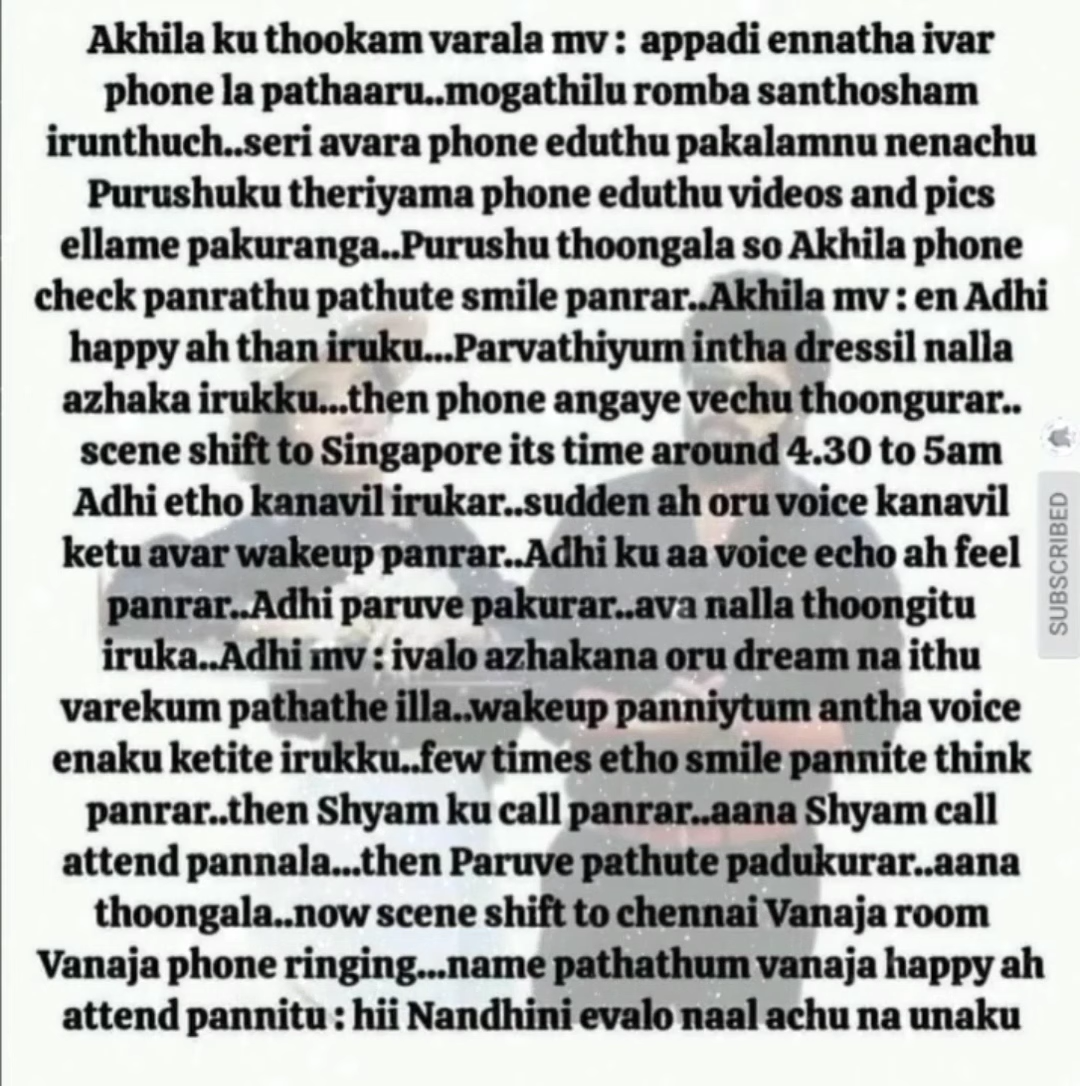 Akhila ku thookam varala mv : appadi ennatha ivar
phone la pathaaru..mogathilu romba santhosham
irunthuch..seri avara phone eduthu pakalamnu nenachu
Purushuku theriyama phone eduthu videos and pics
ellame pakuranga..Purushu thoongala so Akhila phone
check panrathu pathute smile panrar..Akhila mv : en Adhi
happy ah than iruku...Parvathiyum intha dressil nalla
azhaka irukku...then phone angaye vechu thoongurar..
scene shift to Singapore its time around 4.30 to 5am
Adhi etho kanavil irukar..sudden ah oru voice kanavil
ketu avar wakeup panrar..Adhi ku aa voice echo ah feel
panrar..Adhi paruve pakurar..ava nalla thoongitu
iruka..Adhi mv : ivalo azhakana oru dream na ithu
varekum pathathe illa..wakeup panniytum antha voice
enaku ketite irukku..few times etho smile pannite think
panrar..then Shyam ku call panrar..aana Shyam call
attend pannala...then Paruve pathute padukurar..aana
thoongala..now scene shift to chennai Vanaja room
Vanaja phone ringing...name pathathum vanaja happy ah
attend pannitu : hii Nandhini evalo naal achu na unaku
SUBSCRIBED